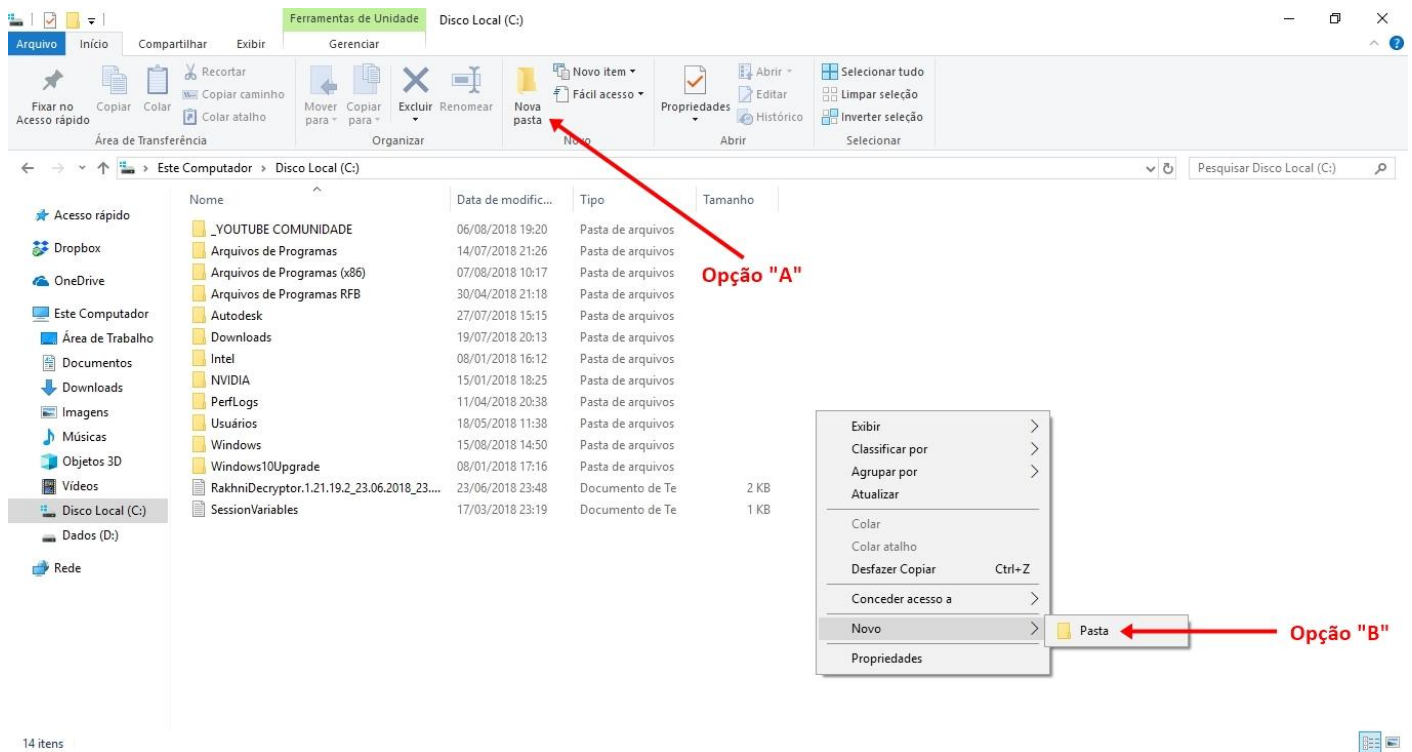 Ferramentas de Unidade
Disco Local (C:)
Arquivo
Início
Compartilhar
Exibir
Gerenciar
Fixar no
Acesso rápido
Copiar
Colar
Recortar
Copiar caminho
Colar atalho
Área de Transferência
Mover
para
Copiar
para
Excluir
Renomear
Organizar
Nova
pasta
Novo item
Fácil acesso
Novo
Propriedades
Abrir
Editar
Histórico
Abrir
Selecionar tudo
Limpar seleção
Inverter seleção
Selecionar
Este Computador > Disco Local (C:)
Pesquisar Disco Local (C:)
Acesso rápido
Dropbox
OneDrive
Este Computador
Área de Trabalho
Documentos
Downloads
Imagens
Músicas
Objetos 3D
Vídeos
Disco Local (C:)
Dados (D:)
Rede
Nome Data de modific... Tipo Tamanho
_YOUTUBE COMUNIDADE 06/08/2018 19:20 Pasta de arquivos
Arquivos de Programas 14/07/2018 21:26 Pasta de arquivos
Arquivos de Programas (x86) 07/08/2018 10:17 Pasta de arquivos
Arquivos de Programas RFB 30/04/2018 21:18 Pasta de arquivos
Autodesk 27/07/2018 15:15 Pasta de arquivos
Downloads 19/07/2018 20:13 Pasta de arquivos
Intel 08/01/2018 16:12 Pasta de arquivos
NVIDIA 15/01/2018 18:25 Pasta de arquivos
PerfLogs 11/04/2018 20:38 Pasta de arquivos
Usuários 18/05/2018 11:38 Pasta de arquivos
Windows 15/08/2018 14:50 Pasta de arquivos
Windows10Upgrade 08/01/2018 17:16 Pasta de arquivos
RakhniDecryptor.1.21.19.2_23.06.2018_23.... 23/06/2018 23:48 Documento de Te 2 KB
SessionVariables 17/03/2018 23:19 Documento de Te 1 KB
Opção "A"
Exibir
Classificar por
Agrupar por
Atualizar
Colar
Colar atalho
Desfazer Copiar Ctrl+Z
Conceder acesso a
Novo
Pasta
Opção "B"
Propriedades
14 itens